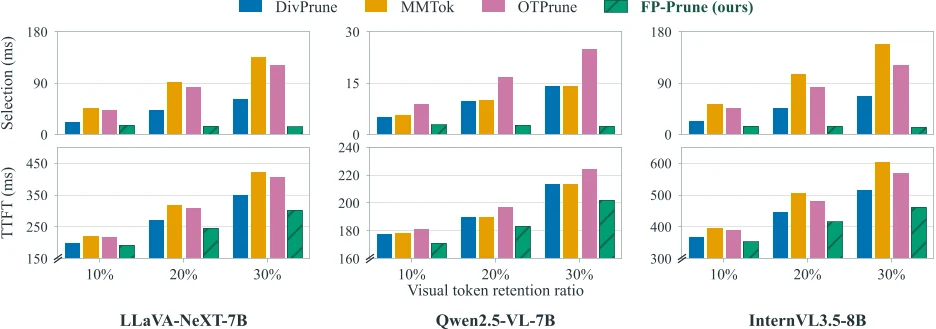 DivPrune MMTok OTPrune FP-Prune (ours)
Selection (ms)
180
90
0
30
15
0
180
90
0
TTFT (ms)
450
350
250
150
240
220
200
180
160
600
500
400
300
10% 20% 30%
10% 20% 30%
10% 20% 30%
Visual token retention ratio
LLaVA-NeXT-7B Qwen2.5-VL-7B InternVL3.5-8B